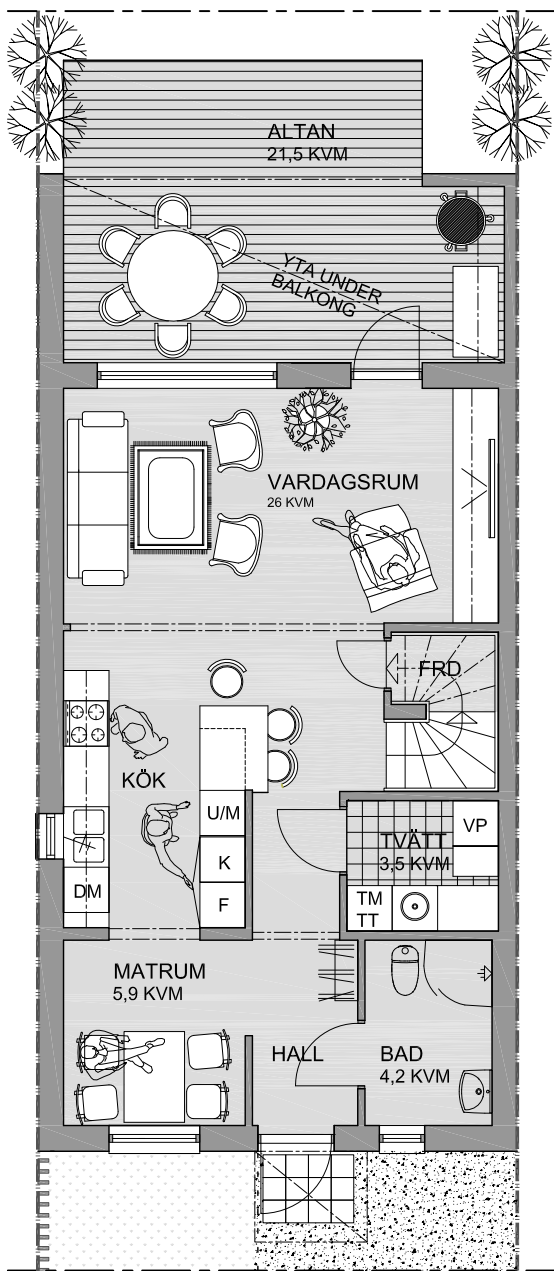 ALTAN
21,5 KVM
YTA UNDER
BALKONG
VARDAGSRUM
26 KVM
FRD
KÖK
U/M
K
F
DM
TVÄTT
3,5 KVM
VP
TM
TT
MATRUM
5,9 KVM
HALL
BAD
4,2 KVM